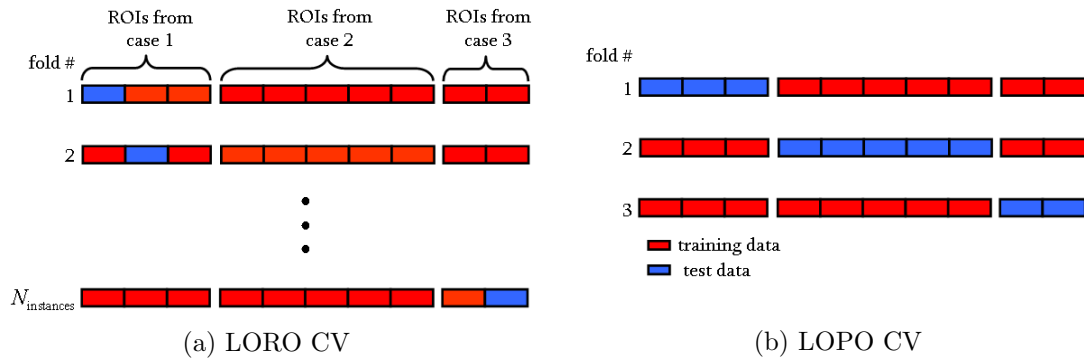 ROIs from case 1
ROIs from case 2
ROIs from case 3
fold #
1
2
N instances
(a) LORO CV
fold #
1
2
3
training data
test data
(b) LOPO CV